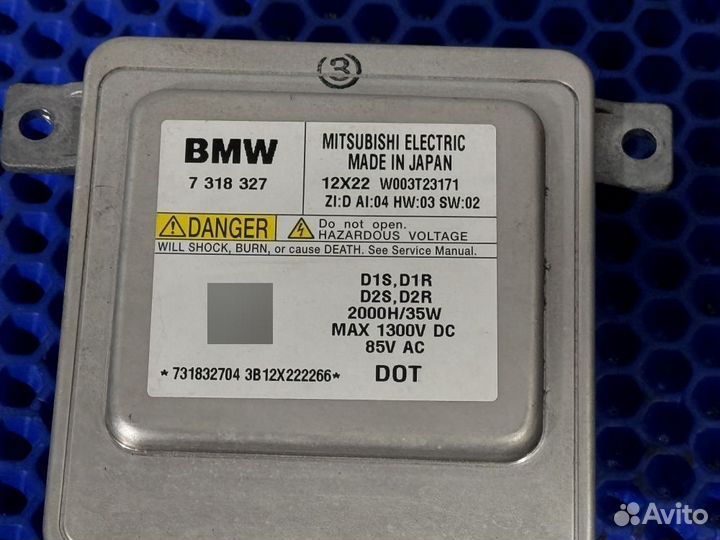 3
BMW
7 318 327
MITSUBISHI ELECTRIC
MADE IN JAPAN
12X22 W003T23171
ZI:D AI:04 HW:03 SW:02
DANGER
Do not open.
HAZARDOUS VOLTAGE
WILL SHOCK, BURN, or cause DEATH. See Service Manual.
D1S,D1R
D2S,D2R
2000H/35W
MAX 1300V DC
85V AC
*731832704 3B12X222266*
DOT
Avito